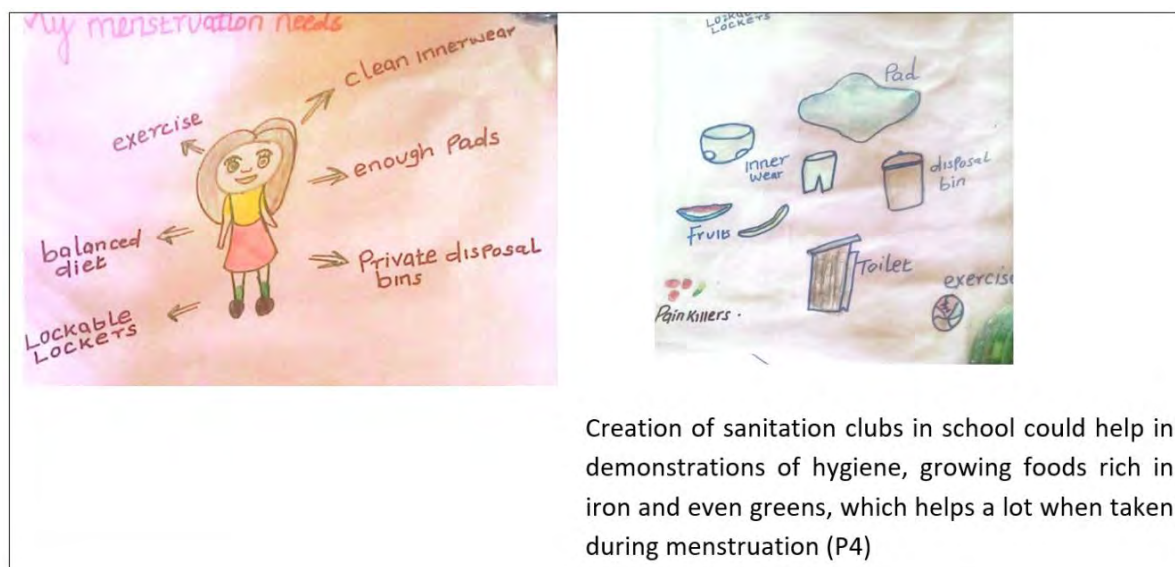 My menstruation needs
clean innerwear
exercise
enough Pads
balanced
diet
Private disposal
bins
Lockable
Lockers
Lockers
Pad
inner
wear
disposal
bin
Fruits
Toilet
exercise
Pain Killers .
Creation of sanitation clubs in school could help in
demonstrations of hygiene, growing foods rich in
iron and even greens, which helps a lot when taken
during menstruation (P4)